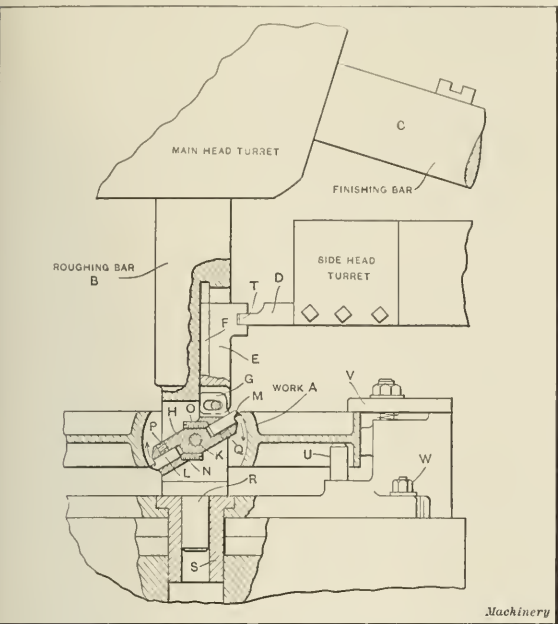 MAIN HEAD TURRET
C
FINISHING BAR
ROUGHING BAR
B
SIDE HEAD
TURRET
T
D
F
E
G
M
WORK A
V
P
H
O
Q
U
W
K
L
N
R
S
Machinery